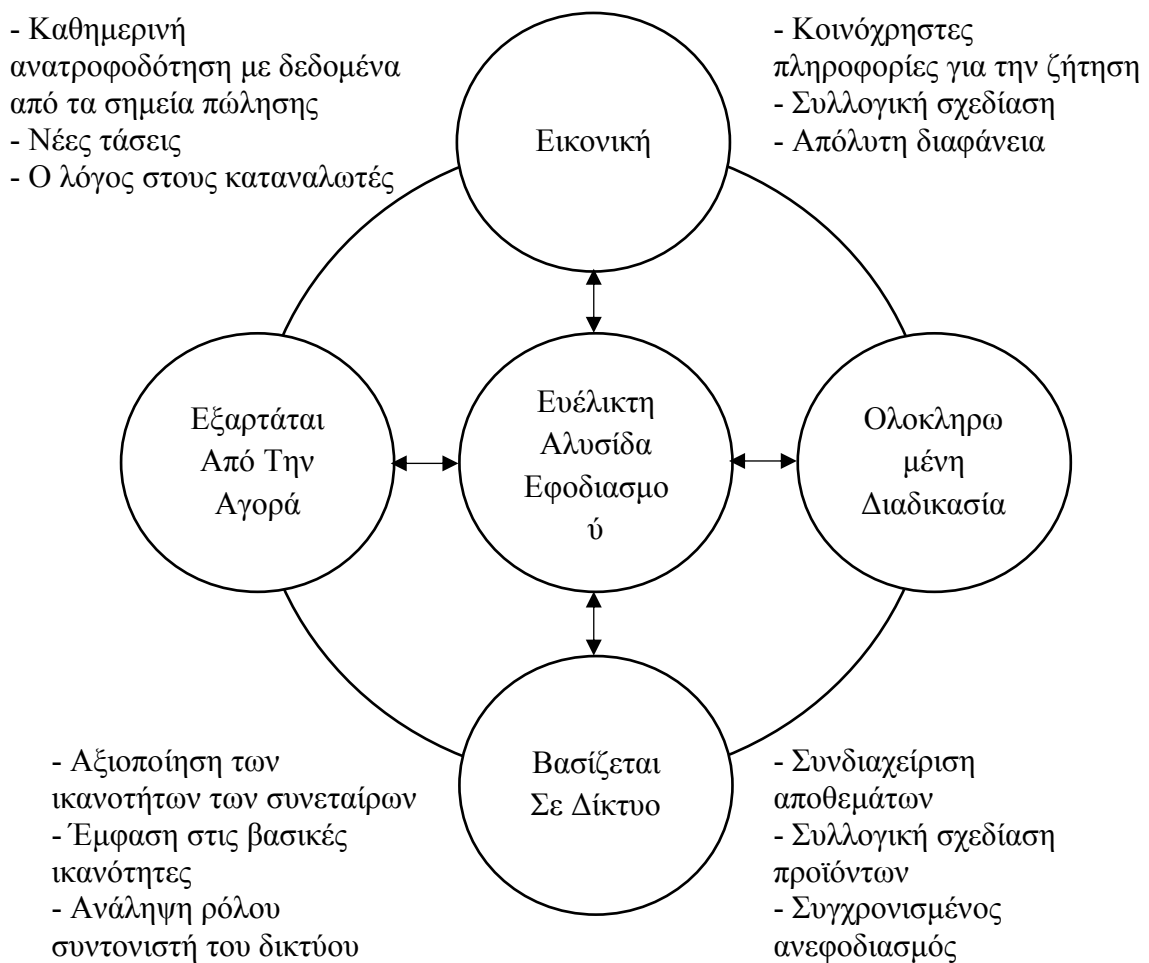 - Καθημερινή
ανατροφοδότηση με δεδομένα
από τα σημεία πώλησης
- Νέες τάσεις
- Ο λόγος στους καταναλωτές
Εικονική
- Κοινόχρηστες
πληροφορίες για την ζήτηση
- Συλλογική σχεδίαση
- Απόλυτη διαφάνεια
Εξαρτάται
Από Την
Αγορά
Ευέλικτη
Αλυσίδα
Εφοδιασμο
ύ
Ολοκληρω
μένη
Διαδικασία
- Αξιοποίηση των
ικανοτήτων των συνεταίρων
- Έμφαση στις βασικές
ικανότητες
- Ανάληψη ρόλου
συντονιστή του δικτύου
Βασίζεται
Σε Δίκτυο
- Συνδιαχείριση
αποθεμάτων
- Συλλογική σχεδίαση
προϊόντων
- Συγχρονισμένος
ανεφοδιασμός